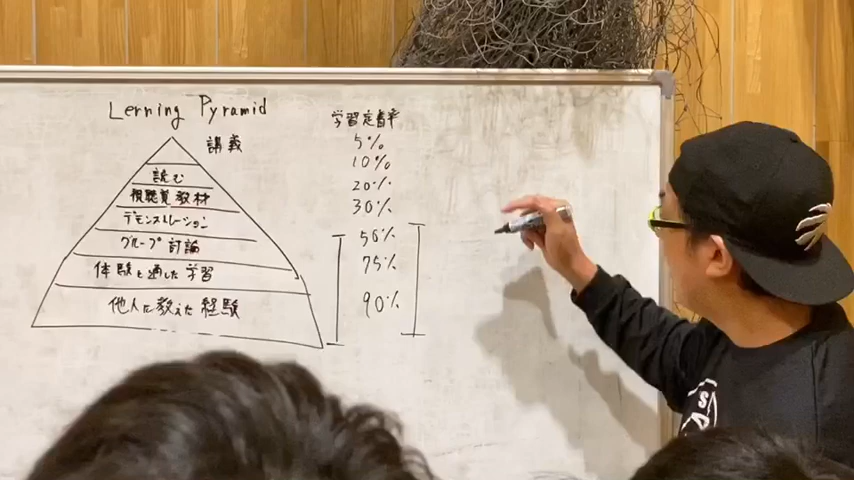 Lerning Pyramid
講義
読む
視聴覚教材
デモンストレーション
グループ討論
体験を通した学習
他人に教えた経験
学習定着率
5%
10%
20%
30%
50%
75%
90%